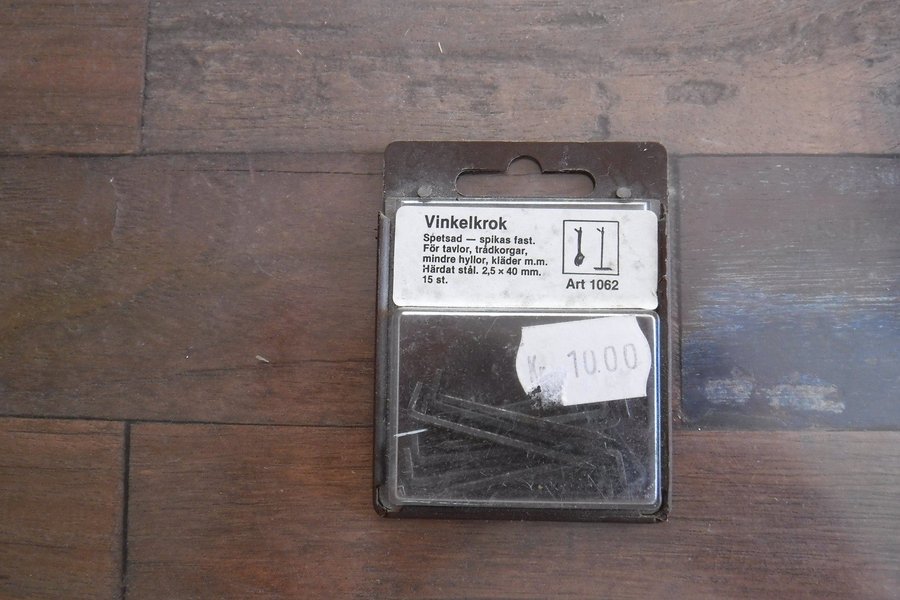 Vinkelkrok
Spetsad — spikas fast.
För tavlor, trådkorgar,
mindre hyllor, kläder m.m.
Härdat stål. 2,5 × 40 mm.
15 st.
Art 1062
Kr 10.00